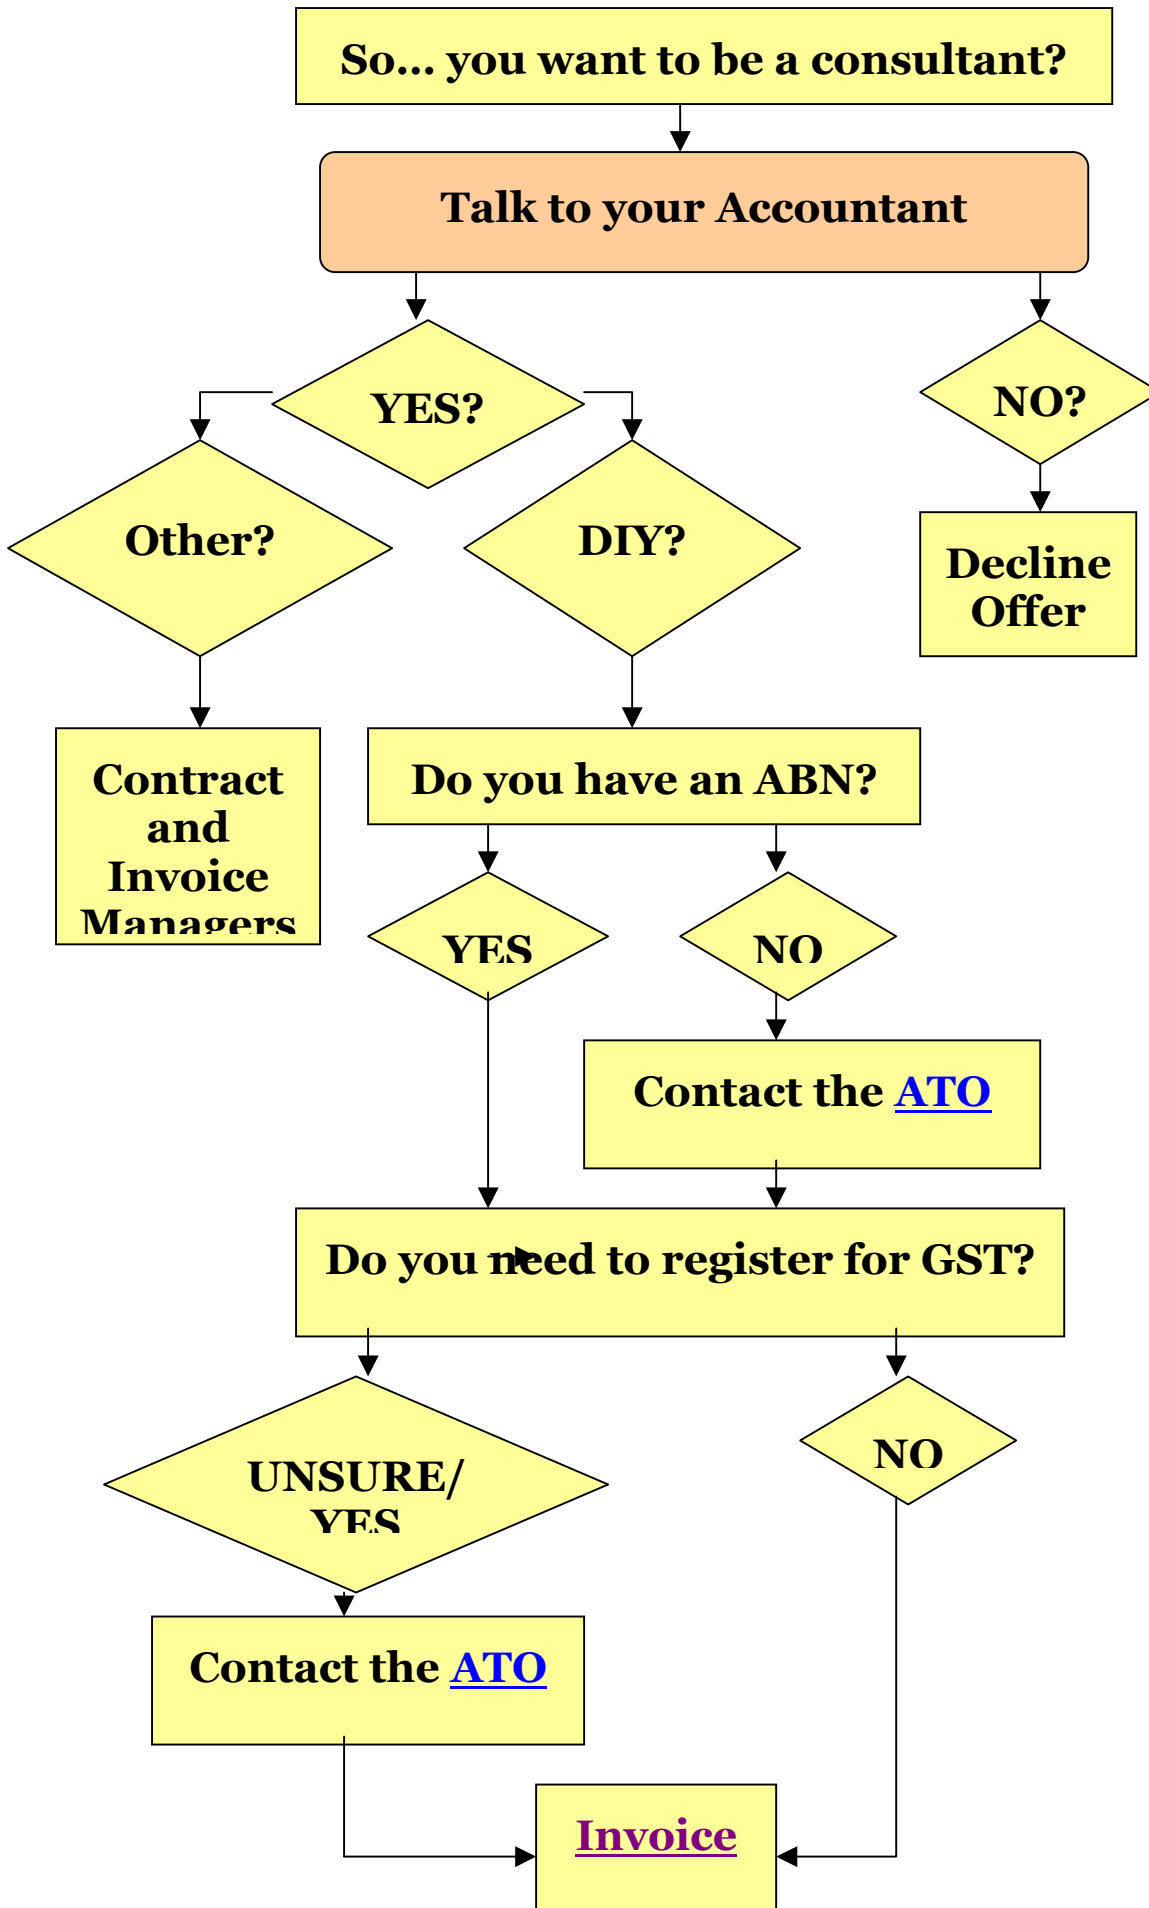 So... you want to be a consultant?
Talk to your Accountant
YES?
NO?
Other?
DIY?
Decline
Offer
Contract
and
Invoice
Managers
Do you have an ABN?
YES
NO
Contact the ATO
Do you need to register for GST?
UNSURE/
YES
NO
Contact the ATO
Invoice